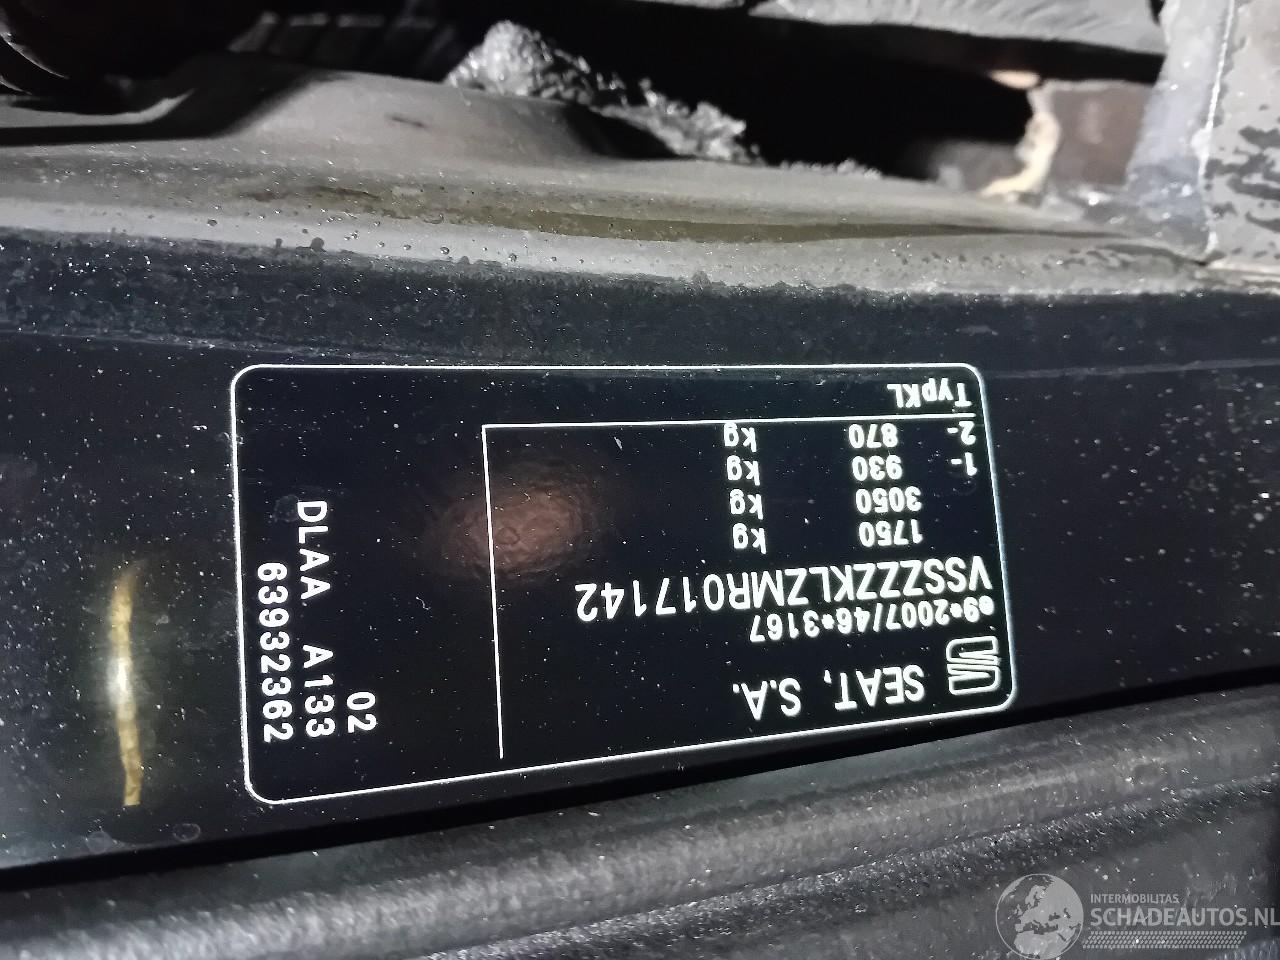 SEAT, S.A.
e9*2007/46*3167
VSSZZZKLZMR017142
1750 kg
3050 kg
1- 930 kg
2- 870 kg
TypKL
02
DLAA A133
63932362
INTERMOBILITAS
SCHADEAUTOS.NL